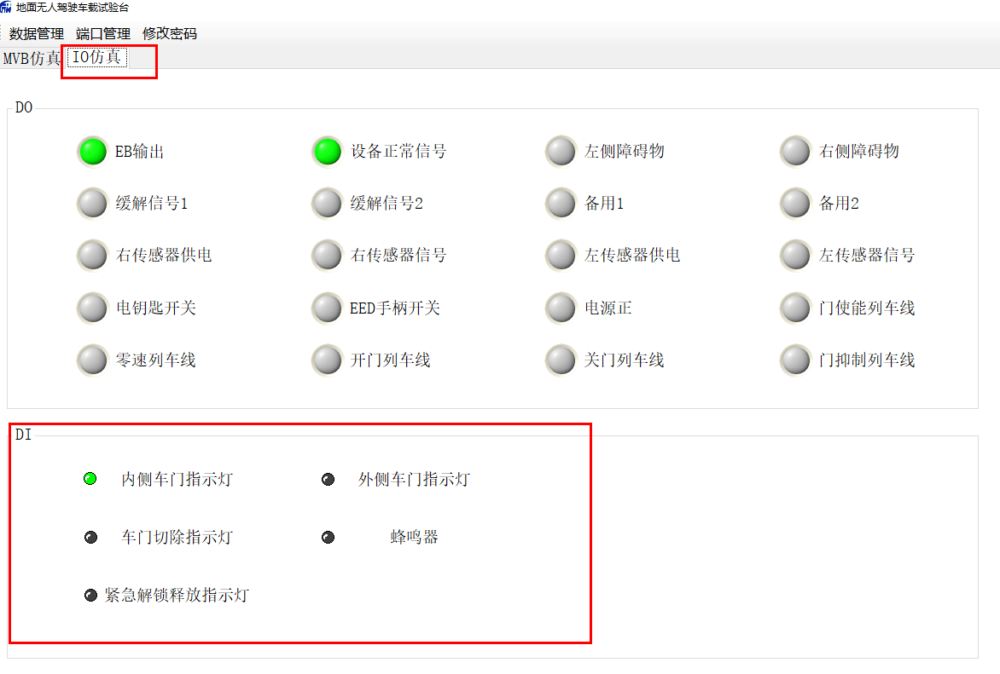 地面无人驾驶车载试验台
数据管理 端口管理 修改密码
MVB仿真 IO仿真
DO
EB输出 设备正常信号 左侧障碍物 右侧障碍物
缓解信号1 缓解信号2 备用1 备用2
右传感器供电 右传感器信号 左传感器供电 左传感器信号
电钥匙开关 EED手柄开关 电源正 门使能列车线
零速列车线 开门列车线 关门列车线 门抑制列车线
DI
内侧车门指示灯 外侧车门指示灯
车门切除指示灯 蜂鸣器
紧急解锁释放指示灯